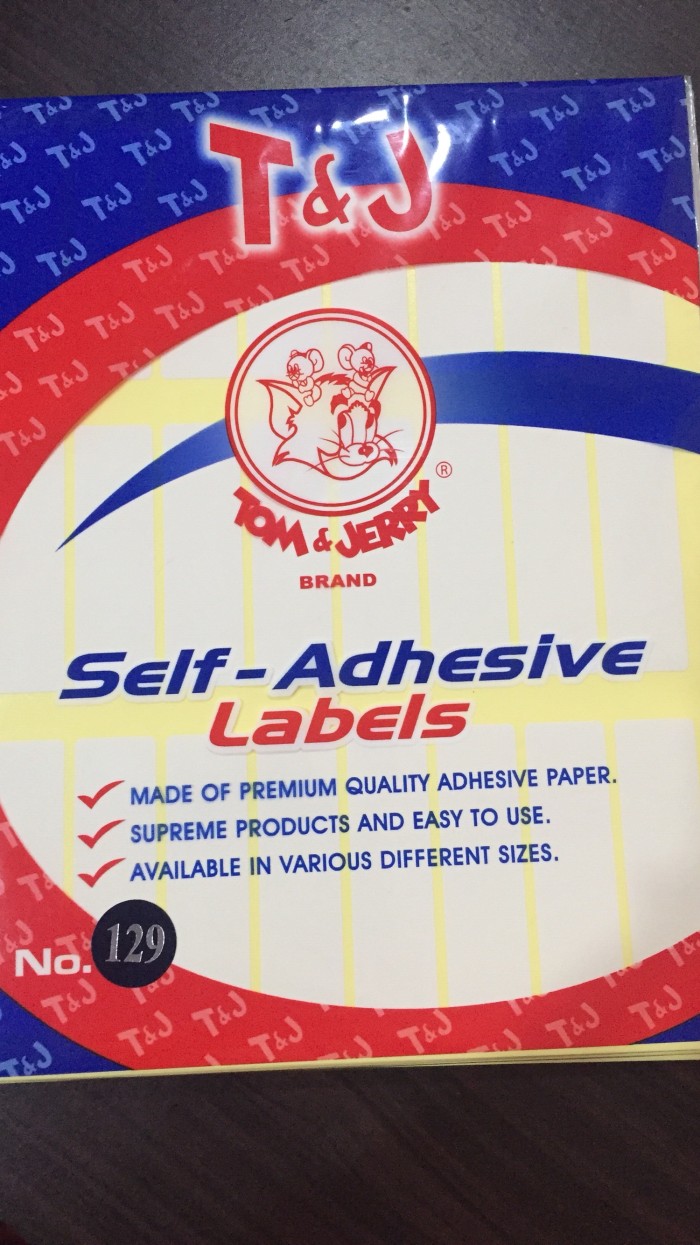 T&J
TOM & JERRY
®
BRAND
Self-Adhesive
Labels
MADE OF PREMIUM QUALITY ADHESIVE PAPER.
SUPREME PRODUCTS AND EASY TO USE.
AVAILABLE IN VARIOUS DIFFERENT SIZES.
No. 129